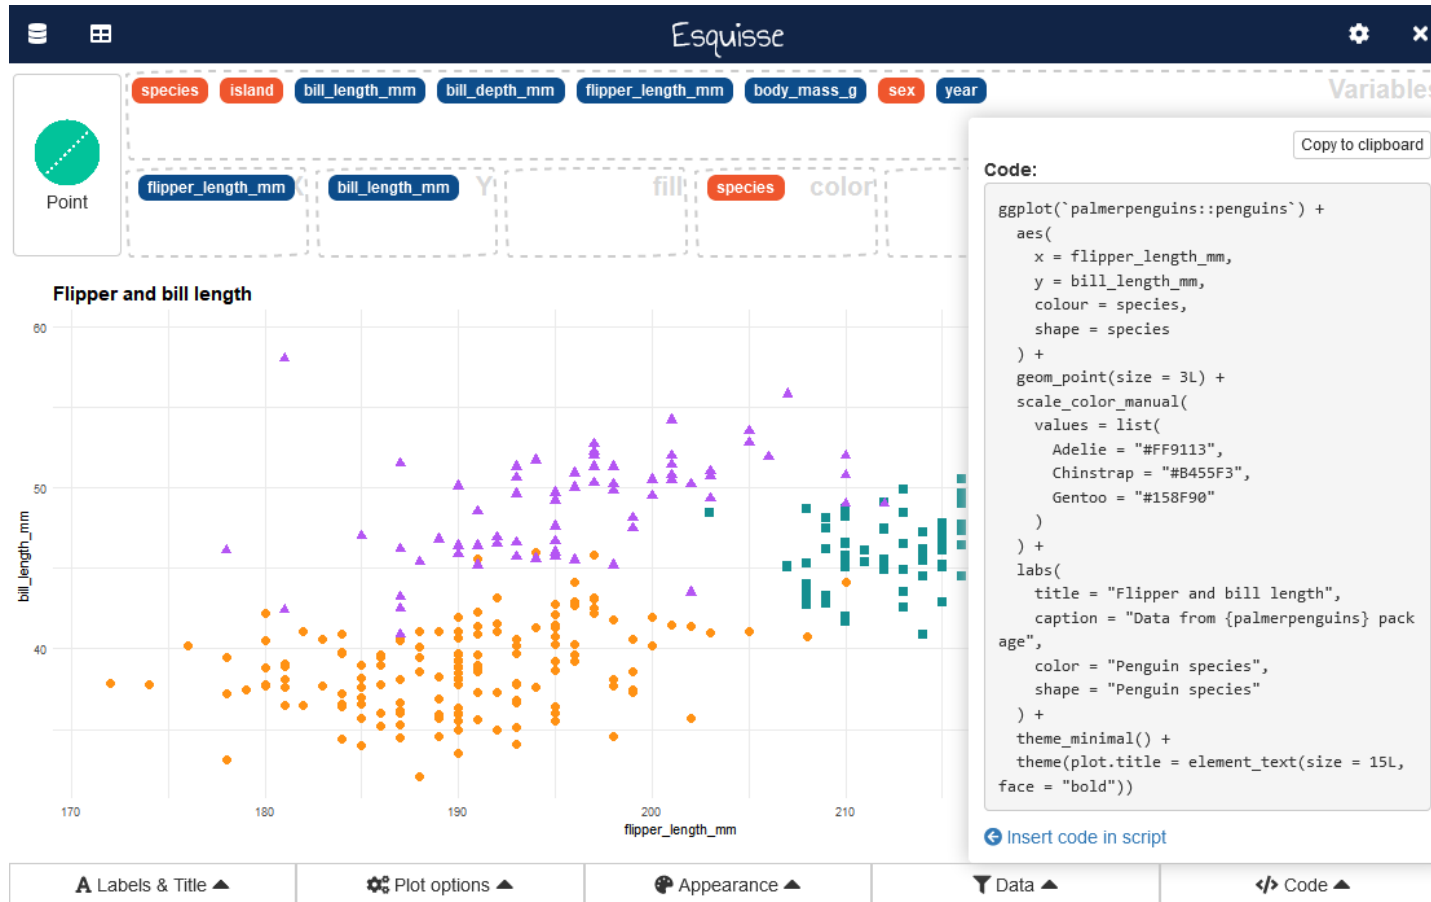 Esquisse
species island bill_length_mm bill_depth_mm flipper_length_mm body_mass_g sex year Variables
Point
flipper_length_mm X bill_length_mm Y fill species color
Copy to clipboard
Code:
ggplot(`palmerpenguins::penguins`) +
aes(
x = flipper_length_mm,
y = bill_length_mm,
colour = species,
shape = species
) +
geom_point(size = 3L) +
scale_color_manual(
values = list(
Adelie = "#FF9113",
Chinstrap = "#B455F3",
Gentoo = "#158F90"
)
) +
labs(
title = "Flipper and bill length",
caption = "Data from {palmerpenguins} pack
age",
color = "Penguin species",
shape = "Penguin species"
) +
theme_minimal() +
theme(plot.title = element_text(size = 15L,
face = "bold"))
Insert code in script
Flipper and bill length
60
50
40
bill_length_mm
170 180 190 200 210
flipper_length_mm
Labels & Title
Plot options
Appearance
Data
</> Code